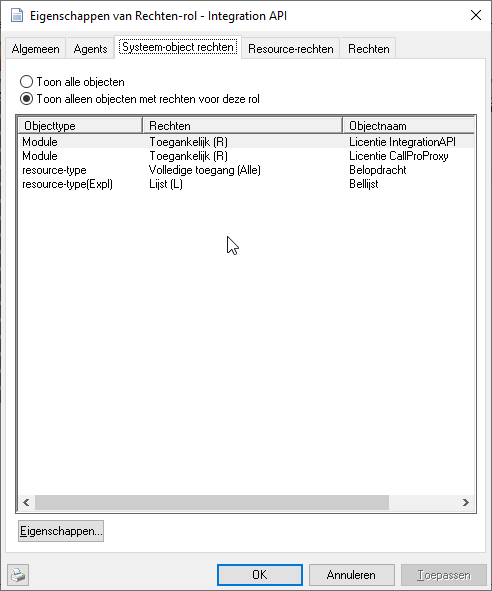 Eigenschappen van Rechten-rol - Integration API
Algemeen Agents Systeem-object rechten Resource-rechten Rechten
Toon alle objecten
Toon alleen objecten met rechten voor deze rol
Objecttype Rechten Objectnaam
Module Toegankelijk (R) Licentie IntegrationAPI
Module Toegankelijk (R) Licentie CallProProxy
resource-type Volledige toegang (Alle) Belopdracht
resource-type(Expl) Lijst (L) Bellijst
Eigenschappen...
OK Annuleren Toepassen